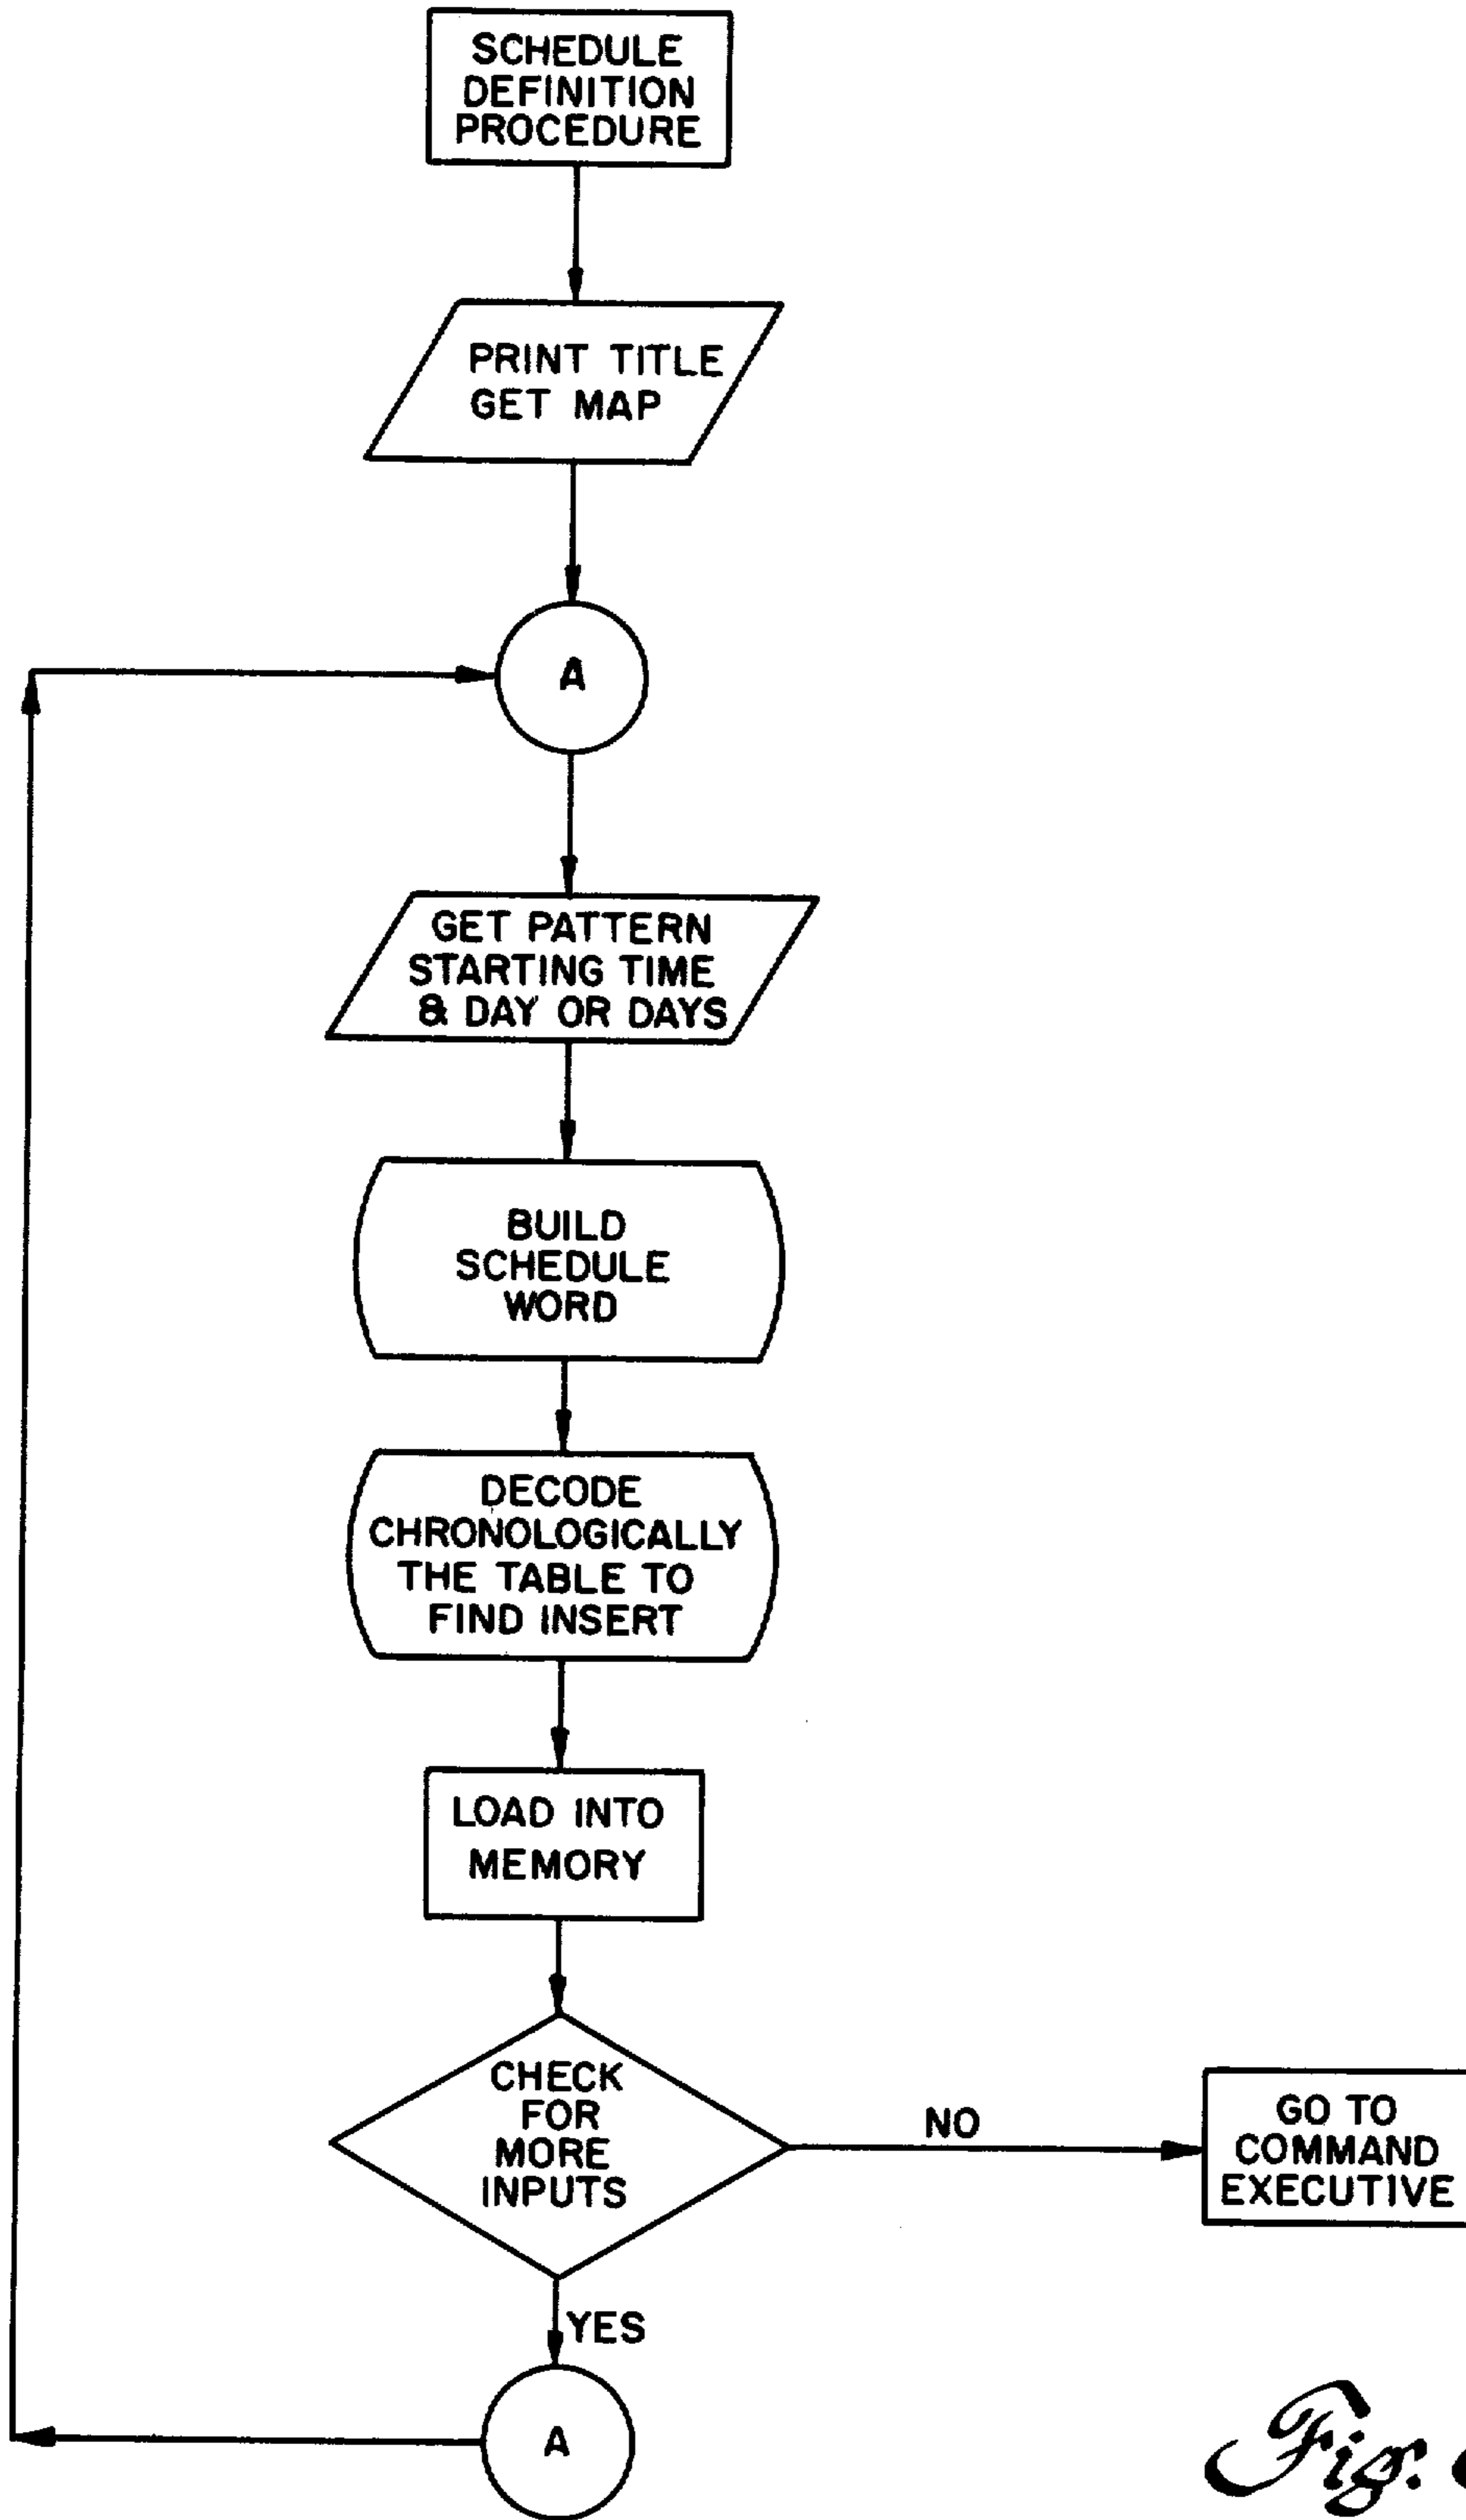 SCHEDULE
DEFINITION
PROCEDURE
PRINT TITLE
GET MAP
A
GET PATTERN
STARTING TIME
& DAY OR DAYS
BUILD
SCHEDULE
WORD
DECODE
CHRONOLOGICALLY
THE TABLE TO
FIND INSERT
LOAD INTO
MEMORY
CHECK
FOR
MORE
INPUTS
NO
GO TO
COMMAND
EXECUTIVE
YES
A
Fig.